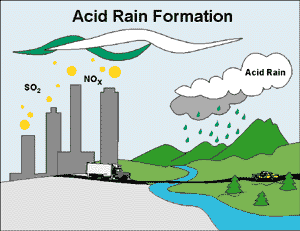 Acid Rain Formation
NOX
SO2
Acid Rain